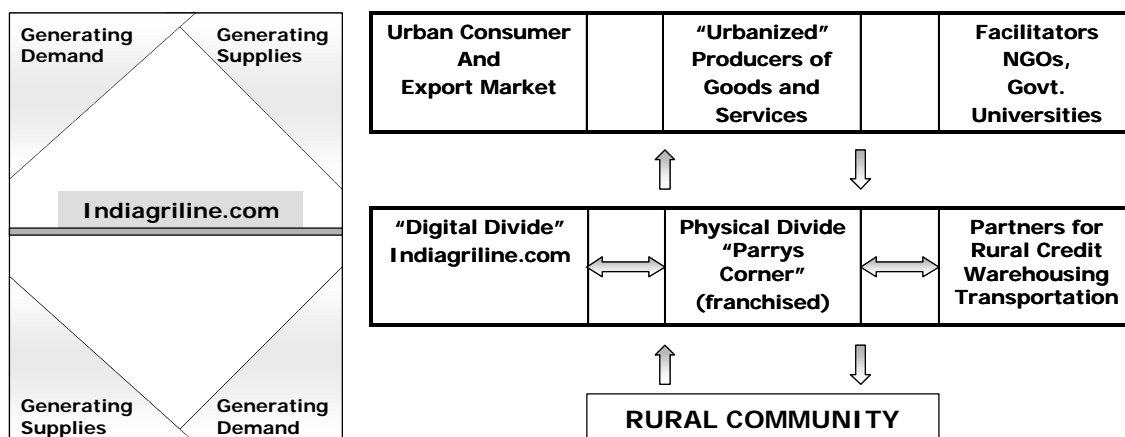 Generating
Demand
Generating
Supplies
Indiagriline.com
Generating
Supplies
Generating
Demand
Urban Consumer
And
Export Market
“Urbanized”
Producers of
Goods and
Services
Facilitators
NGOs,
Govt.
Universities
“Digital Divide”
Indiagriline.com
Physical Divide
“Parrys
Corner”
(franchised)
Partners for
Rural Credit
Warehousing
Transportation
RURAL COMMUNITY